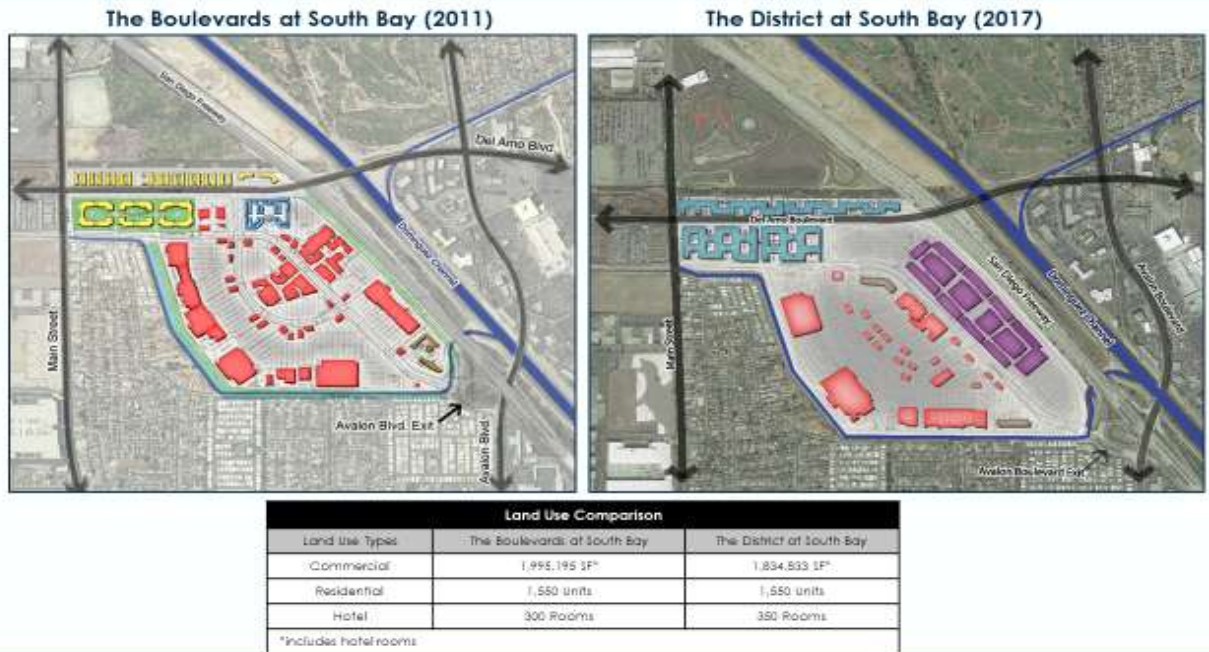 The Boulevards at South Bay (2011)
San Diego Freeway
Del Amo Blvd.
Dominguez Channel
Main Street
Avalon Blvd. Exit
Avalon Blvd.
The District at South Bay (2017)
Del Amo Boulevard
San Diego Freeway
Dominguez Channel
Avalon Boulevard
Main Street
Avalon Boulevard Exit
Land Use Comparison
Land Use Types The Boulevards at South Bay The District at South Bay
Commercial 1,995,195 SF* 1,834,833 SF*
Residential 1,550 Units 1,550 Units
Hotel 300 Rooms 350 Rooms
*includes hotel rooms